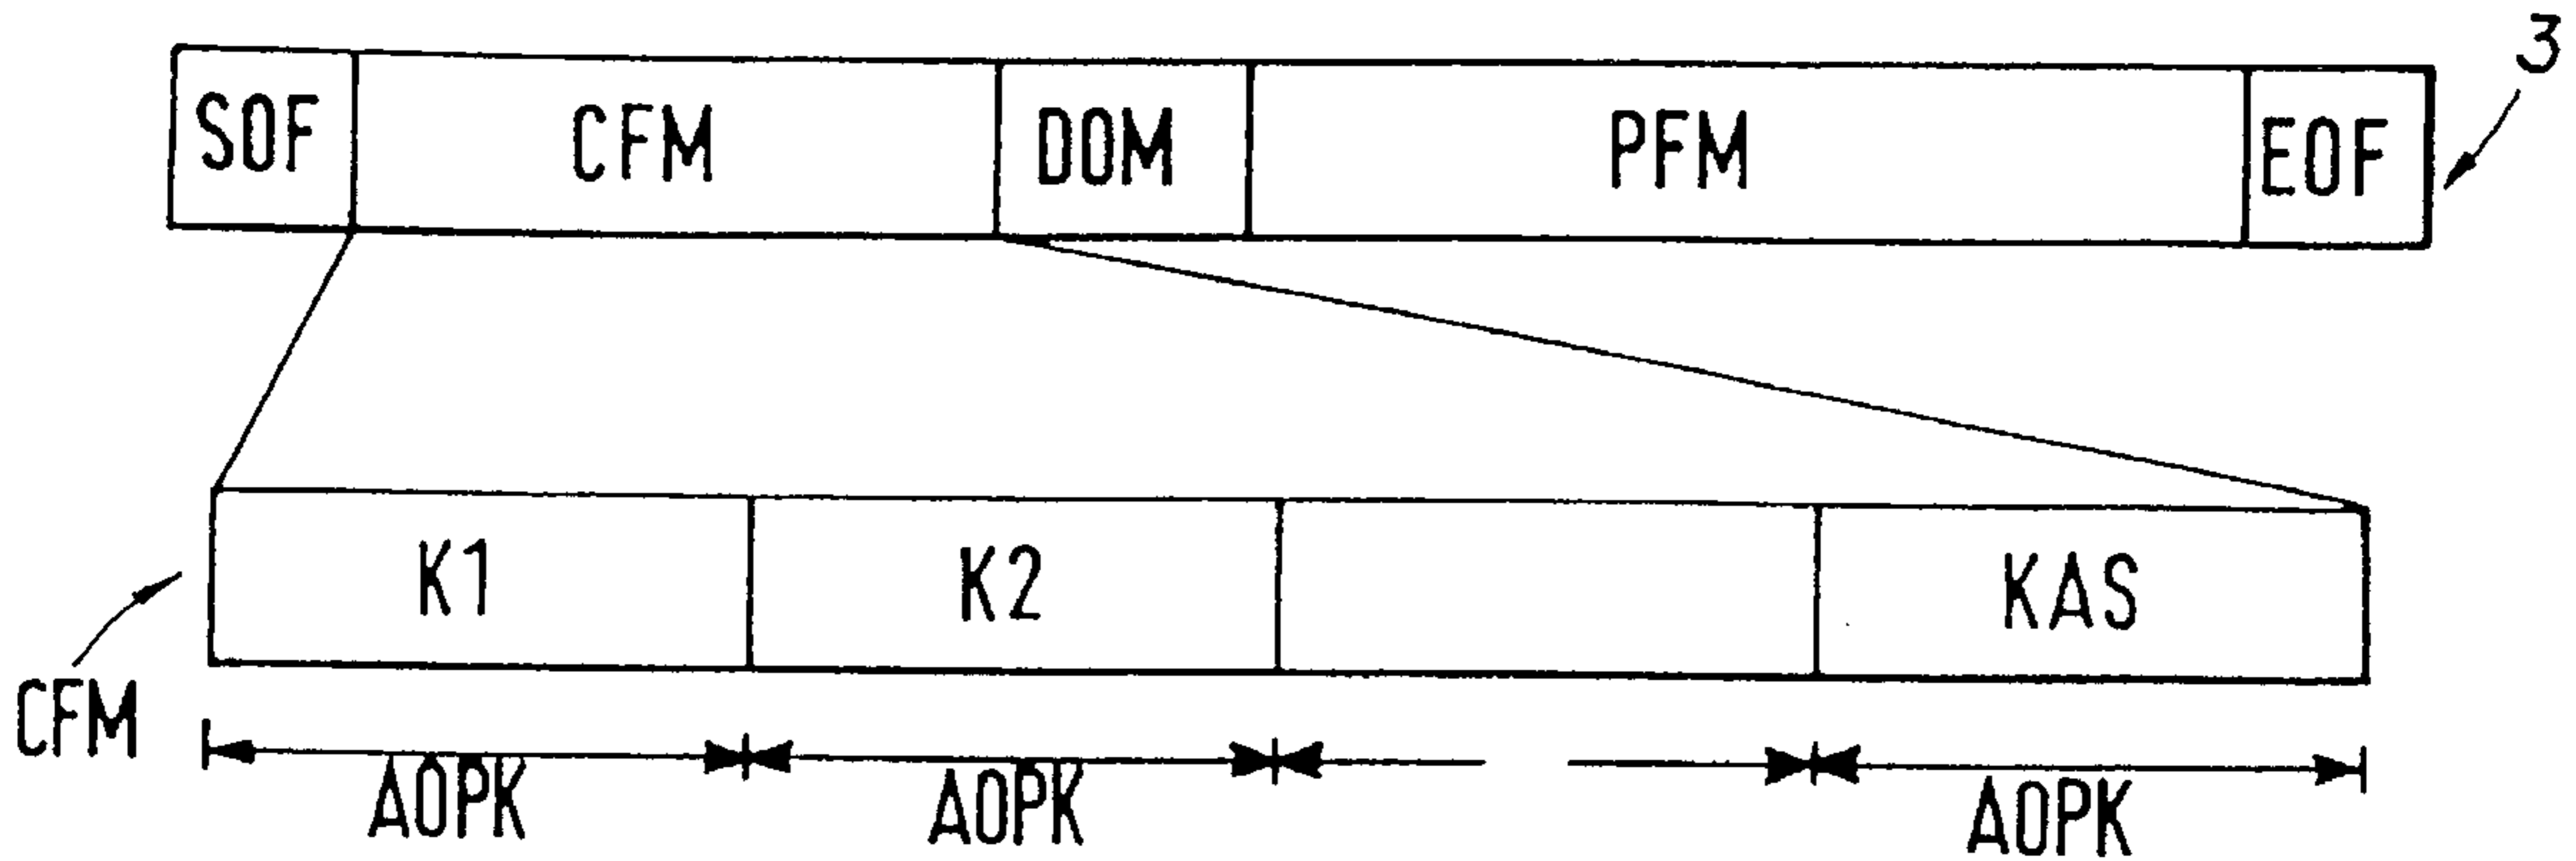 3
SOF CFM DOM PFM EOF
K1 K2 KAS
CFM
AOPK AOPK AOPK